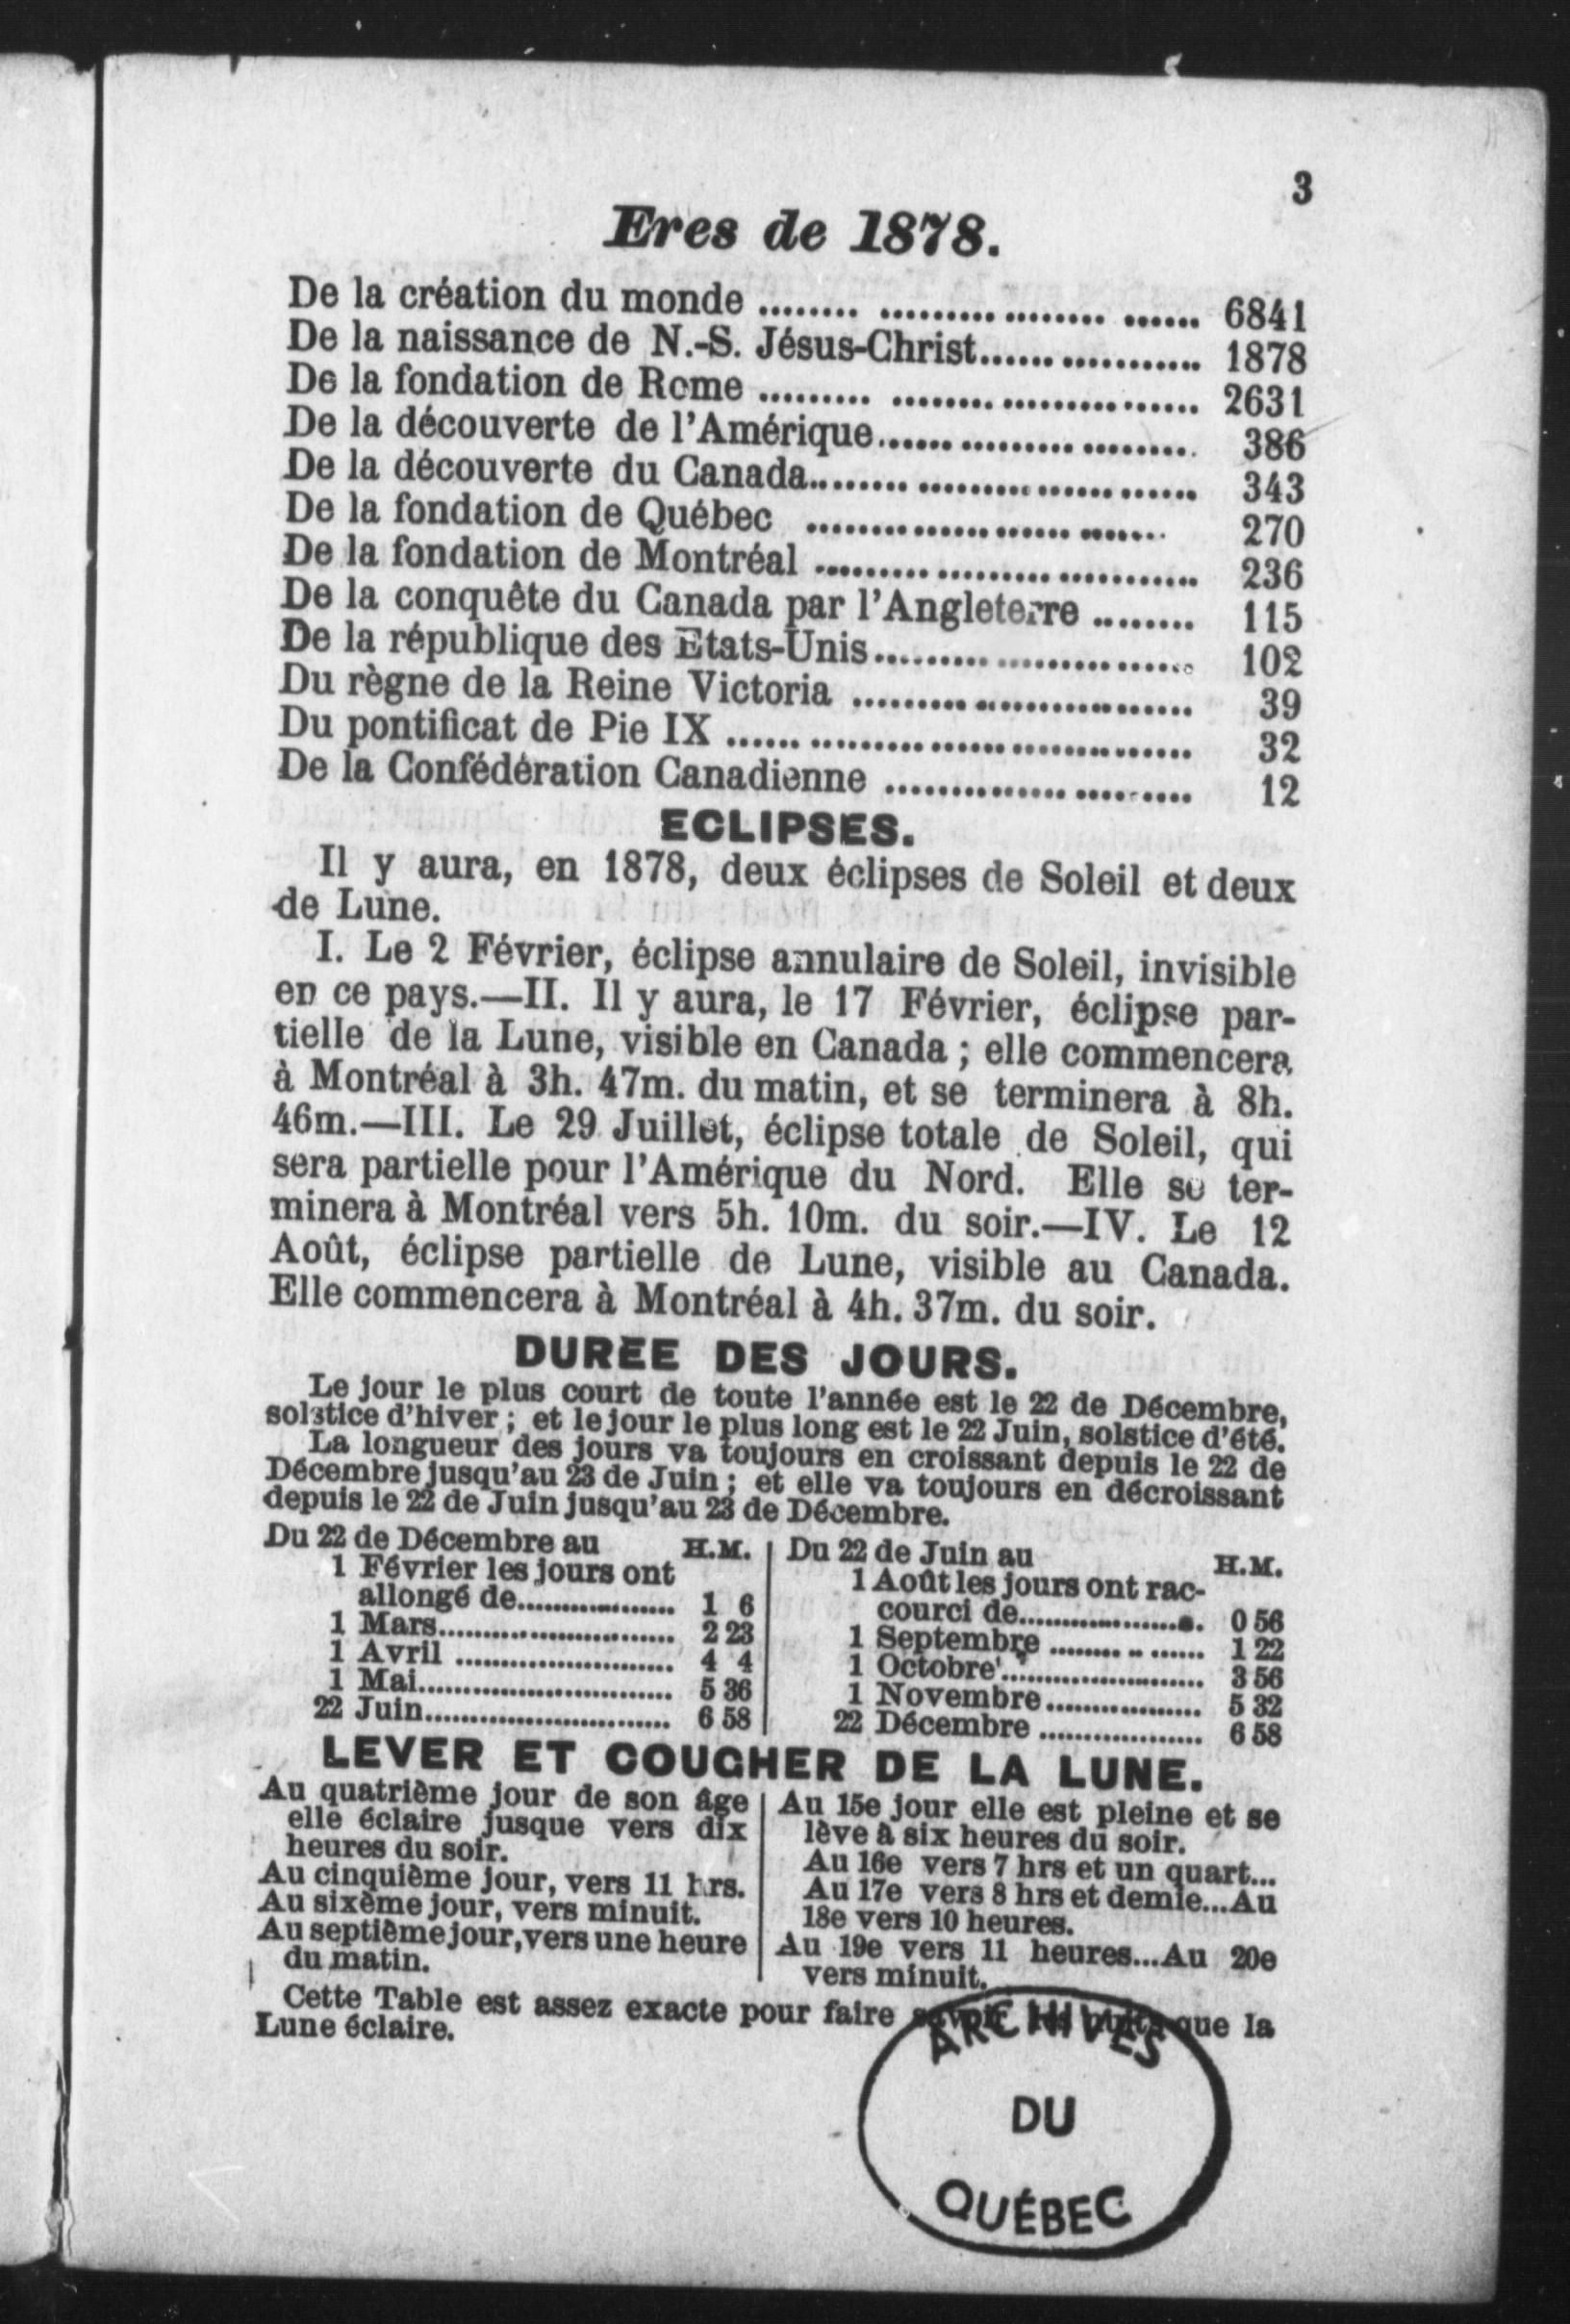 3
Eres de 1878.
De la création du monde ......... ......... ........ ...... 6841
De la naissance de N.-S. Jésus-Christ...... ........... 1878
De la fondation de Rome ......... ........ ......... ...... 2631
De la découverte de l'Amérique...... ......... ......... 386
De la découverte du Canada......... ......... ...... ...... 343
De la fondation de Québec ......... ...... ...... ....... 270
De la fondation de Montréal ......... ......... ........... 236
De la conquête du Canada par l'Angleterre ........ 115
De la république des Etats-Unis......... ......... ...... 102
Du règne de la Reine Victoria ......... ................. 39
Du pontificat de Pie IX ...... ......... ...... ............... 32
De la Confédération Canadienne .............. ......... 12
ECLIPSES.
Il y aura, en 1878, deux éclipses de Soleil et deux
de Lune.
I. Le 2 Février, éclipse annulaire de Soleil, invisible
en ce pays.—II. Il y aura, le 17 Février, éclipse par-
tielle de la Lune, visible en Canada ; elle commencera
à Montréal à 3h. 47m. du matin, et se terminera à 8h.
46m.—III. Le 29 Juillet, éclipse totale de Soleil, qui
sera partielle pour l'Amérique du Nord. Elle se ter-
minera à Montréal vers 5h. 10m. du soir.—IV. Le 12
Août, éclipse partielle de Lune, visible au Canada.
Elle commencera à Montréal à 4h. 37m. du soir.
DUREE DES JOURS.
Le jour le plus court de toute l'année est le 22 de Décembre,
solstice d'hiver ; et le jour le plus long est le 22 Juin, solstice d'été.
La longueur des jours va toujours en croissant depuis le 22 de
Décembre jusqu'au 23 de Juin ; et elle va toujours en décroissant
depuis le 22 de Juin jusqu'au 23 de Décembre.
Du 22 de Décembre au H.M.
1 Février les jours ont
allongé de.................. 1 6
1 Mars........................... 2 23
1 Avril ......................... 4 4
1 Mai............................. 5 36
22 Juin............................ 6 58
Du 22 de Juin au H.M.
1 Août les jours ont rac-
courci de..................... 0 56
1 Septembre ........ .. ...... 1 22
1 Octobre....................... 3 56
1 Novembre.................. 5 32
22 Décembre ................... 6 58
LEVER ET COUCHER DE LA LUNE.
Au quatrième jour de son âge
elle éclaire jusque vers dix
heures du soir.
Au cinquième jour, vers 11 hrs.
Au sixème jour, vers minuit.
Au septième jour, vers une heure
du matin.
Au 15e jour elle est pleine et se
lève à six heures du soir.
Au 16e vers 7 hrs et un quart...
Au 17e vers 8 hrs et demie...Au
18e vers 10 heures.
Au 19e vers 11 heures...Au 20e
vers minuit.
Cette Table est assez exacte pour faire savoir les nuits que la
Lune éclaire.
ARCHIVES
DU
QUÉBEC